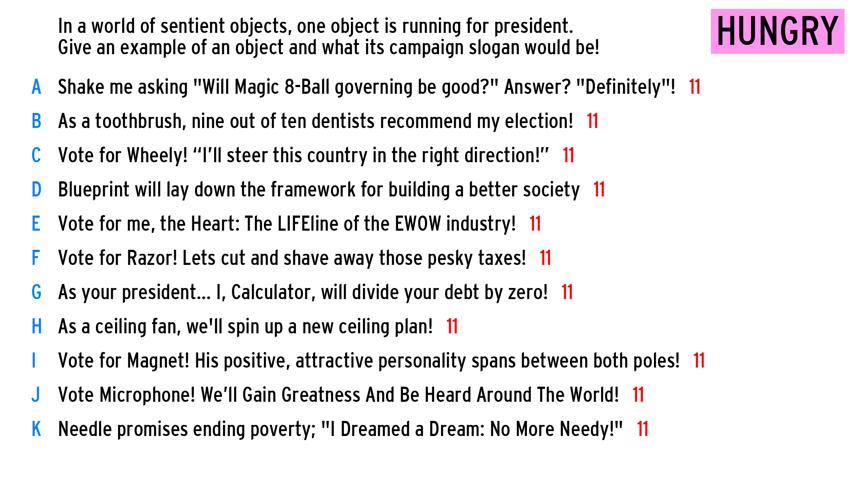 In a world of sentient objects, one object is running for president.
Give an example of an object and what its campaign slogan would be!
HUNGRY
A Shake me asking "Will Magic 8-Ball governing be good?" Answer? "Definitely"! 11
B As a toothbrush, nine out of ten dentists recommend my election! 11
C Vote for Wheely! “I’ll steer this country in the right direction!” 11
D Blueprint will lay down the framework for building a better society 11
E Vote for me, the Heart: The LIFEline of the EWOW industry! 11
F Vote for Razor! Lets cut and shave away those pesky taxes! 11
G As your president... I, Calculator, will divide your debt by zero! 11
H As a ceiling fan, we'll spin up a new ceiling plan! 11
I Vote for Magnet! His positive, attractive personality spans between both poles! 11
J Vote Microphone! We’ll Gain Greatness And Be Heard Around The World! 11
K Needle promises ending poverty; "I Dreamed a Dream: No More Needy!" 11